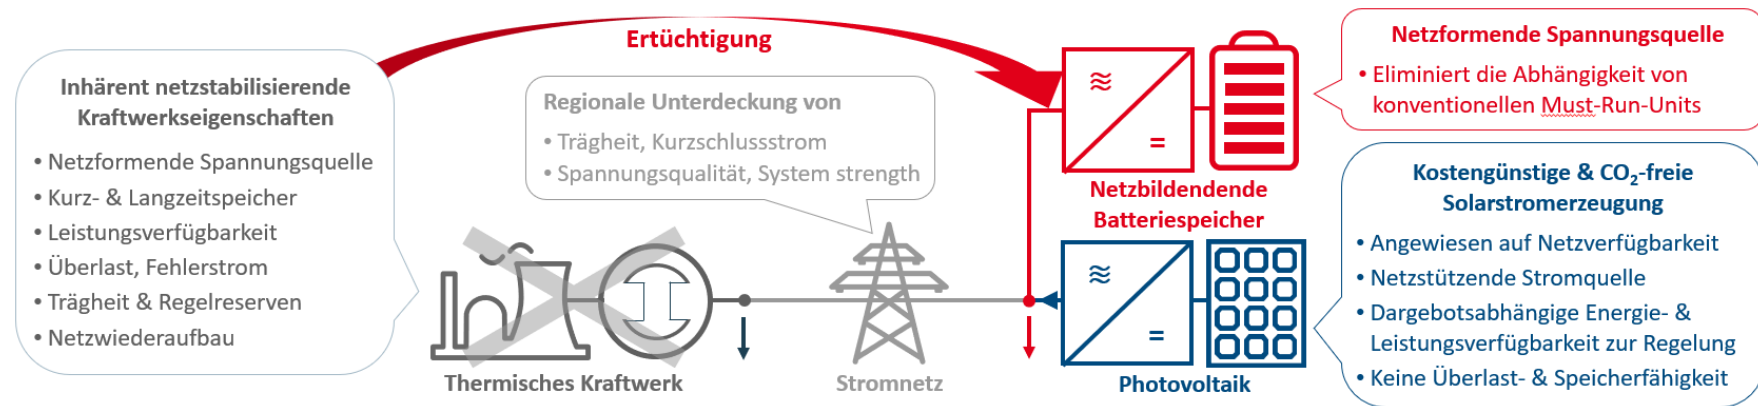 Inhärent netzstabilisierende
Kraftwerkseigenschaften
• Netzformende Spannungsquelle
• Kurz- & Langzeitspeicher
• Leistungsverfügbarkeit
• Überlast, Fehlerstrom
• Trägheit & Regelreserven
• Netzwiederaufbau
Ertüchtigung
Regionale Unterdeckung von
• Trägheit, Kurzschlussstrom
• Spannungsqualität, System strength
Thermisches Kraftwerk
Stromnetz
≋
=
Netzbildendende
Batteriespeicher
≋
=
Photovoltaik
Netzformende Spannungsquelle
• Eliminiert die Abhängigkeit von
konventionellen Must-Run-Units
Kostengünstige & CO₂-freie
Solarstromerzeugung
• Angewiesen auf Netzverfügbarkeit
• Netzstützende Stromquelle
• Dargebotsabhängige Energie- &
Leistungsverfügbarkeit zur Regelung
• Keine Überlast- & Speicherfähigkeit